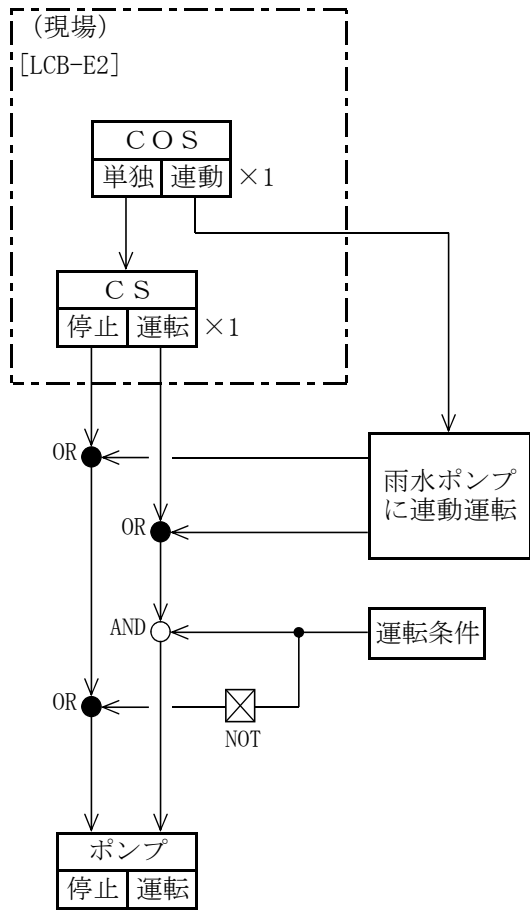 （現場）
[LCB-E2]
ＣＯＳ
単独 連動 ×1
ＣＳ
停止 運転 ×1
OR
雨水ポンプ
に連動運転
OR
AND
運転条件
OR
NOT
ポンプ
停止 運転